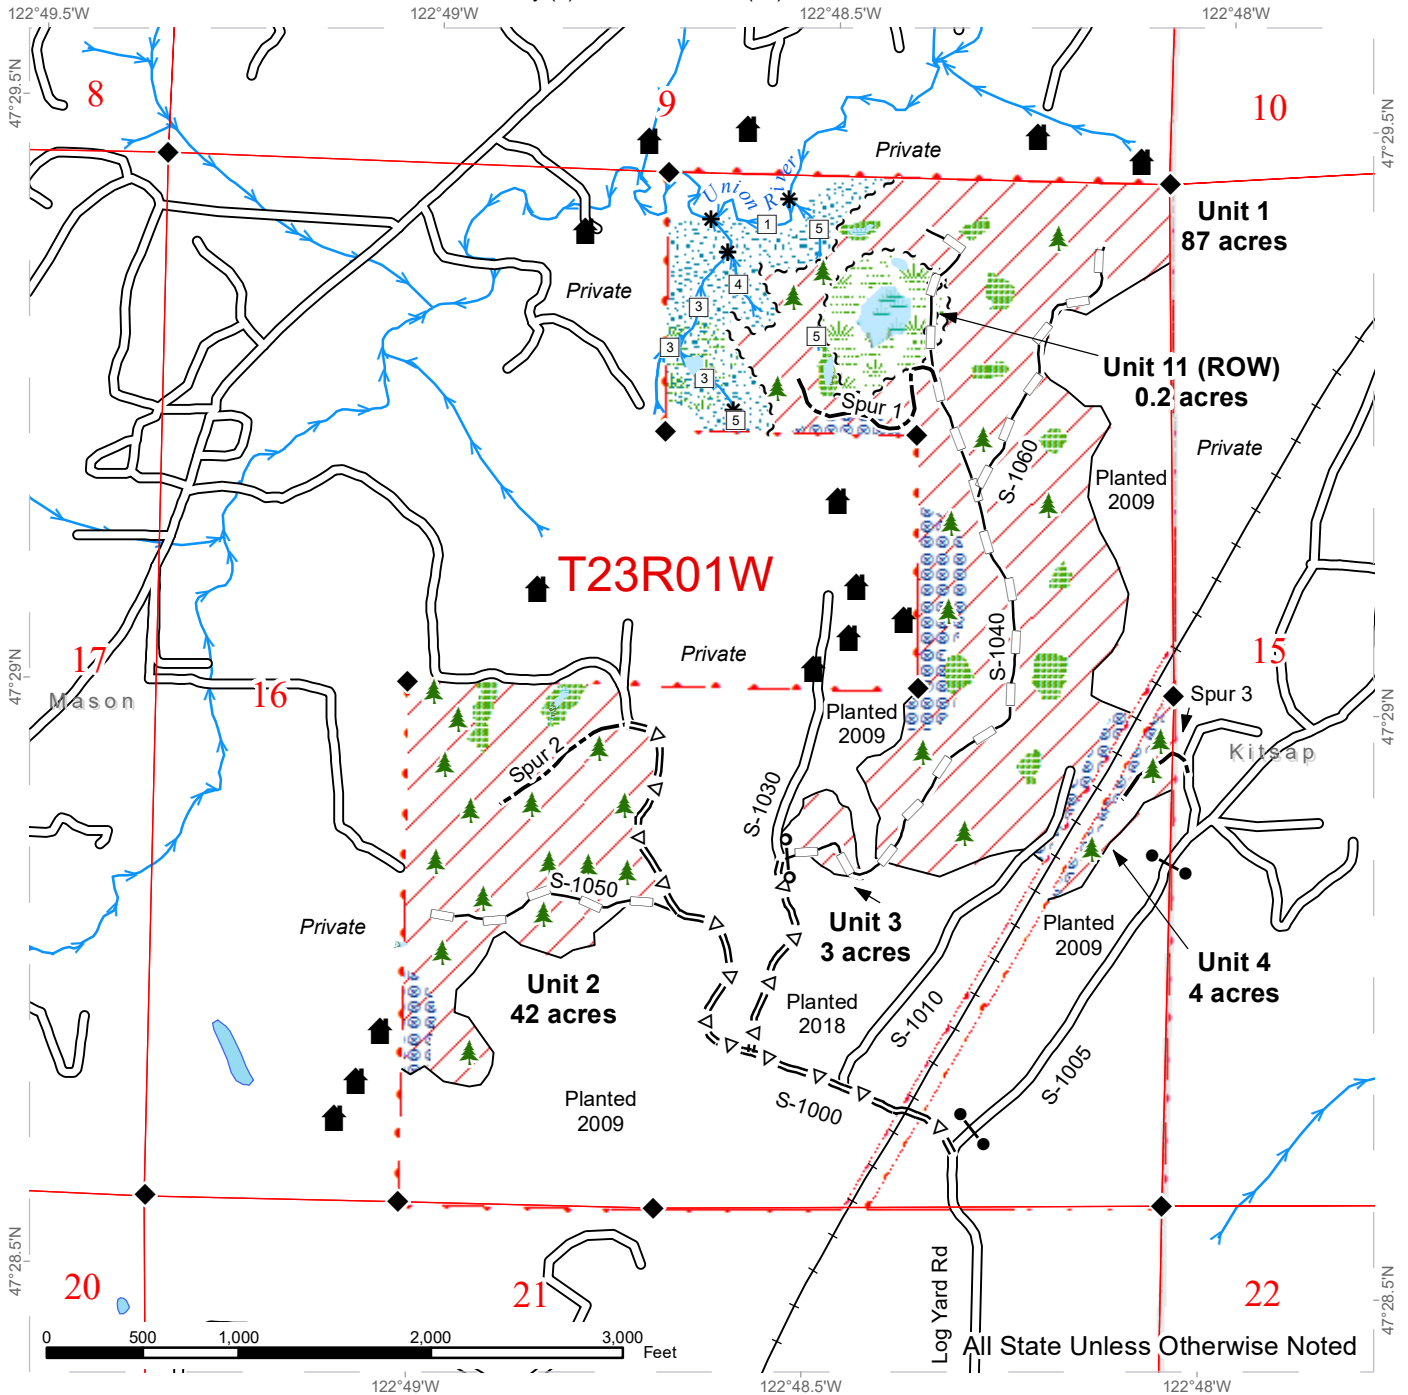 122°49.5'W
122°49'W
122°48.5'W
122°48'W
47°29.5'N
47°29.5'N
8
9
10
Private
Union River
Unit 1
87 acres
1
5
4
3
5
3
3
5
Private
Unit 11 (ROW)
0.2 acres
Spur 1
Private
S-1060
Planted
2009
T23R01W
S-1040
17
16
15
Private
47°29'N
47°29'N
Mason
Kitsap
Spur 3
Planted
2009
Spur 2
S-1030
S-1050
Private
Unit 3
3 acres
Planted
2009
Unit 4
4 acres
Unit 2
42 acres
Planted
2018
S-1010
S-1005
S-1000
Planted
2009
47°28.5'N
47°28.5'N
20
21
22
Log Yard Rd
0 500 1,000 2,000 3,000
Feet
All State Unless Otherwise Noted
122°49'W
122°48.5'W
122°48'W